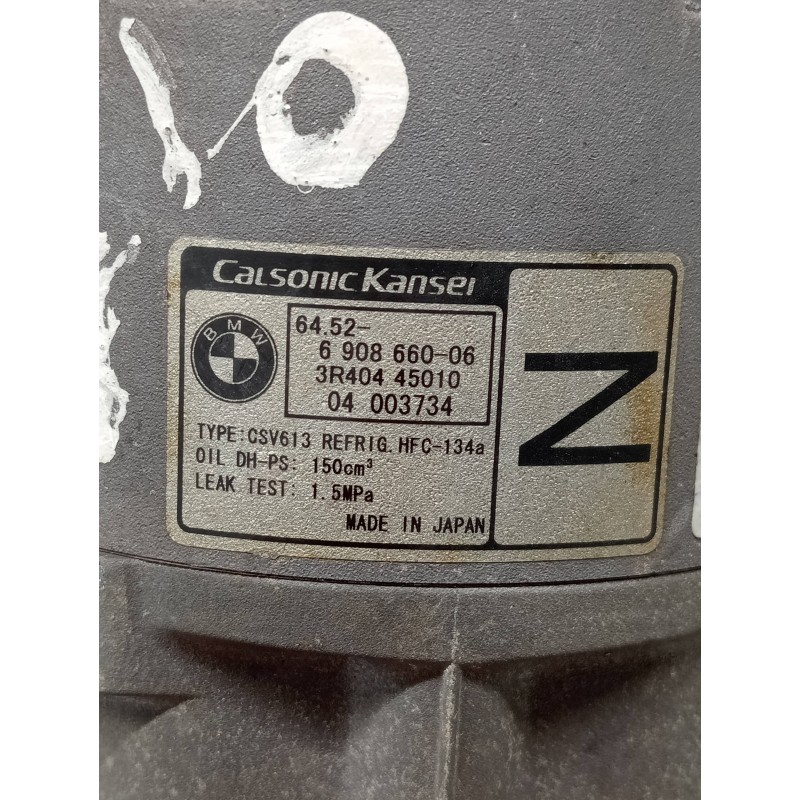 10
Calsonic Kansei
BMW
64.52-
6 908 660-06
3R404 45010
04 003734
TYPE:CSV613 REFRIG.HFC-134a
OIL DH-PS: 150cm³
LEAK TEST: 1.5MPa
MADE IN JAPAN
Z